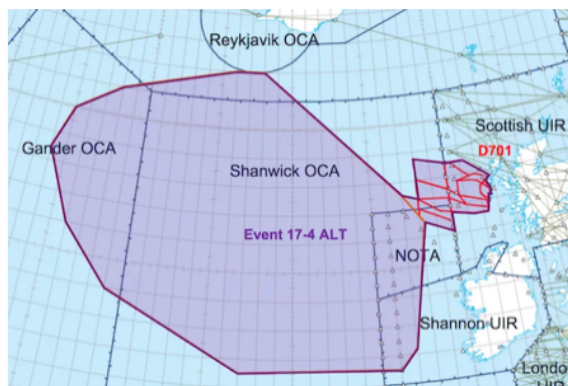 Reykjavik OCA
Scottish UIR
D701
Gander OCA
Shanwick OCA
Event 17-4 ALT
NOTA
Shannon UIR
London
UIR